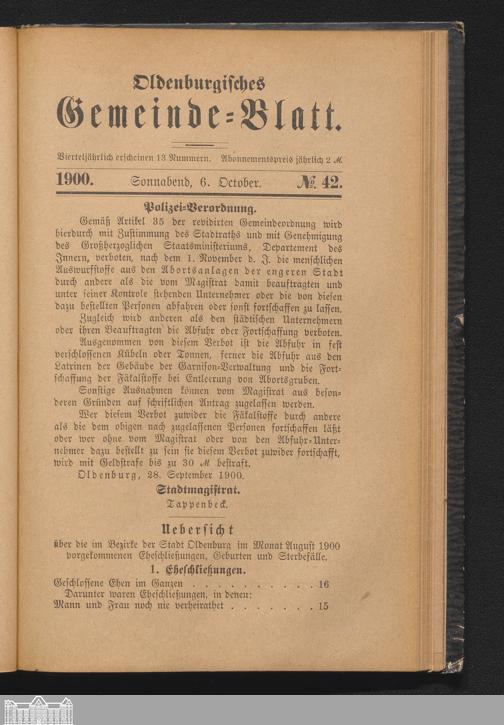 Oldenburgisches
Gemeinde-Blatt.
Vierteljährlich erscheinen 13 Nummern. Abonnementspreis jährlich 2 ℳ.
1900. Sonnabend, 6. October. № 42.
Polizei-Verordnung.
Gemäß Artikel 35 der revidirten Gemeindeordnung wird
hierdurch mit Zustimmung des Stadtraths und mit Genehmigung
des Großherzoglichen Staatsministeriums, Departement des
Innern, verboten, nach dem 1. November d. J. die menschlichen
Auswurfstoffe aus den Abortsanlagen der engeren Stadt
durch andere als die vom Magistrat damit beauftragten und
unter seiner Kontrole stehenden Unternehmer oder die von diesen
dazu bestellten Personen abfahren oder sonst fortschaffen zu lassen.
Zugleich wird anderen als den städtischen Unternehmern
oder ihren Beauftragten die Abfuhr oder Fortschaffung verboten.
Ausgenommen von diesem Verbot ist die Abfuhr in fest
verschlossenen Kübeln oder Tonnen, ferner die Abfuhr aus den
Latrinen der Gebäude der Garnison-Verwaltung und die Fort-
schaffung der Fäkalstoffe bei Entleerung von Abortsgruben.
Sonstige Ausnahmen können vom Magistrat aus beson-
deren Gründen auf schriftlichen Antrag zugelassen werden.
Wer diesem Verbot zuwider die Fäkalstoffe durch andere
als die dem obigen nach zugelassenen Personen fortschaffen läßt
oder wer ohne vom Magistrat oder von den Abfuhr-Unter-
nehmer dazu bestellt zu sein sie diesem Verbot zuwider fortschafft,
wird mit Geldstrafe bis zu 30 ℳ bestraft.
Oldenburg, 28. September 1900.
Stadtmagistrat.
Tappenbeck.
Uebersicht
über die im Bezirke der Stadt Oldenburg im Monat August 1900
vorgekommenen Eheschließungen, Geburten und Sterbefälle.
1. Eheschließungen.
Geschlossene Ehen im Ganzen . . . . . . . . . . 16
Darunter waren Eheschließungen, in denen:
Mann und Frau noch nie verheirathet . . . . . . . 15